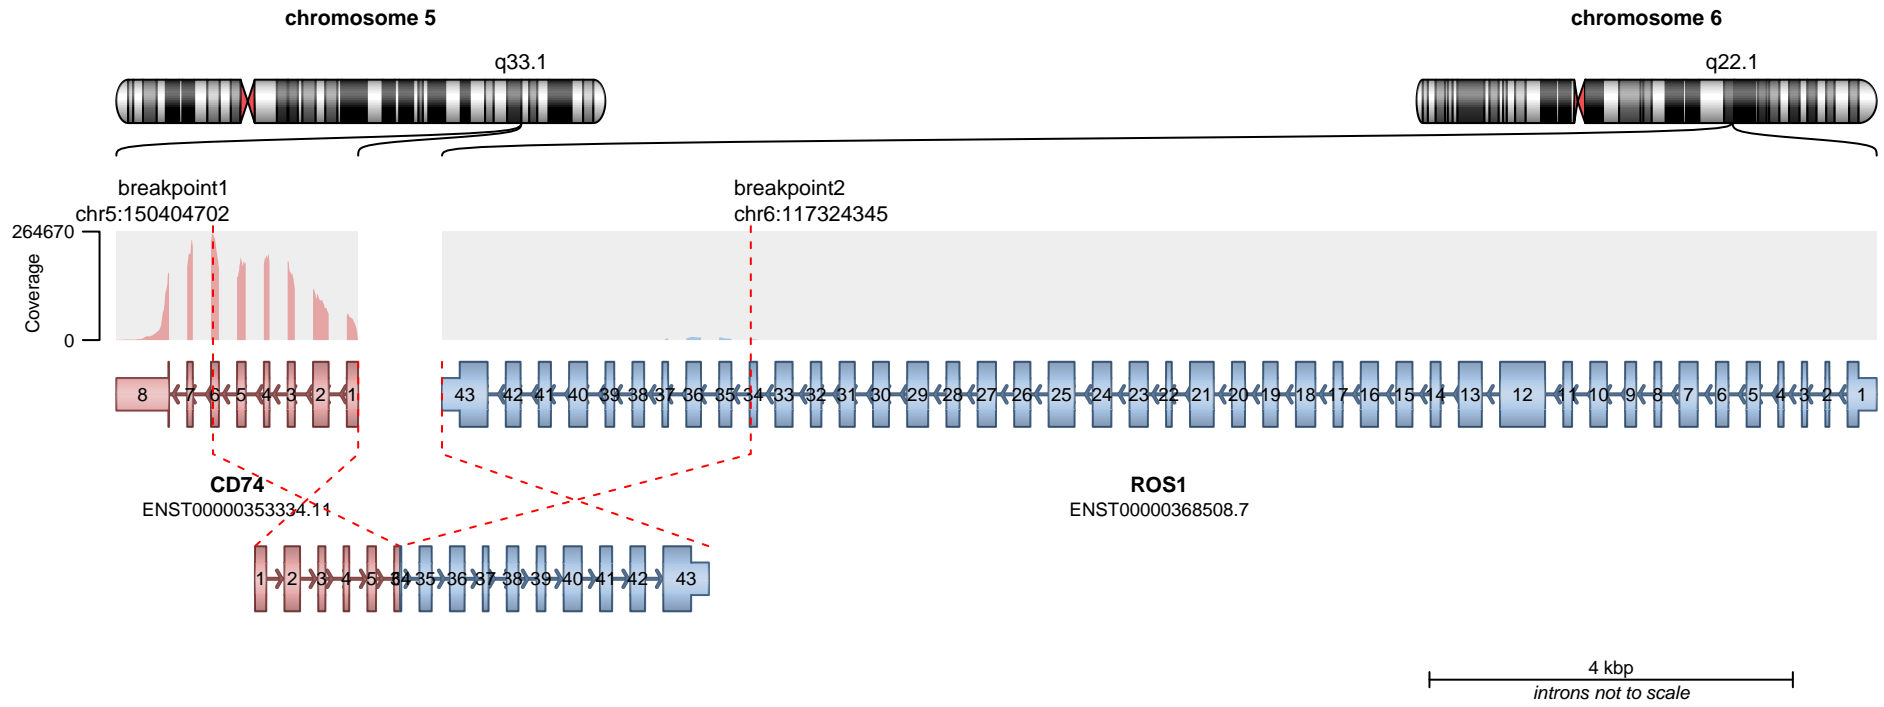 chromosome 5
chromosome 6
q33.1
q22.1
breakpoint1
chr5:150404702
breakpoint2
chr6:117324345
264670
Coverage
0
8 7 6 5 4 3 2 1
43 42 41 40 39 38 37 36 35 34 33 32 31 30 29 28 27 26 25 24 23 22 21 20 19 18 17 16 15 14 13 12 11 10 9 8 7 6 5 4 3 2 1
CD74
ENST00000353334.11
ROS1
ENST00000368508.7
1 2 3 4 5 6 34 35 36 37 38 39 40 41 42 43
4 kbp
introns not to scale